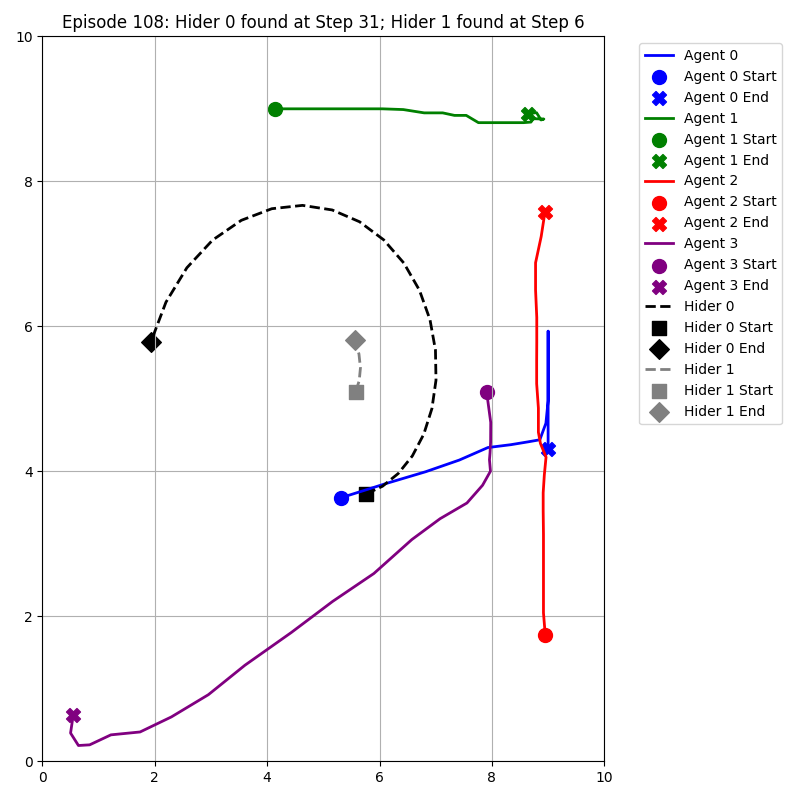 Episode 108: Hider 0 found at Step 31; Hider 1 found at Step 6
10
8
6
4
2
0
0 2 4 6 8 10
Agent 0
Agent 0 Start
Agent 0 End
Agent 1
Agent 1 Start
Agent 1 End
Agent 2
Agent 2 Start
Agent 2 End
Agent 3
Agent 3 Start
Agent 3 End
Hider 0
Hider 0 Start
Hider 0 End
Hider 1
Hider 1 Start
Hider 1 End